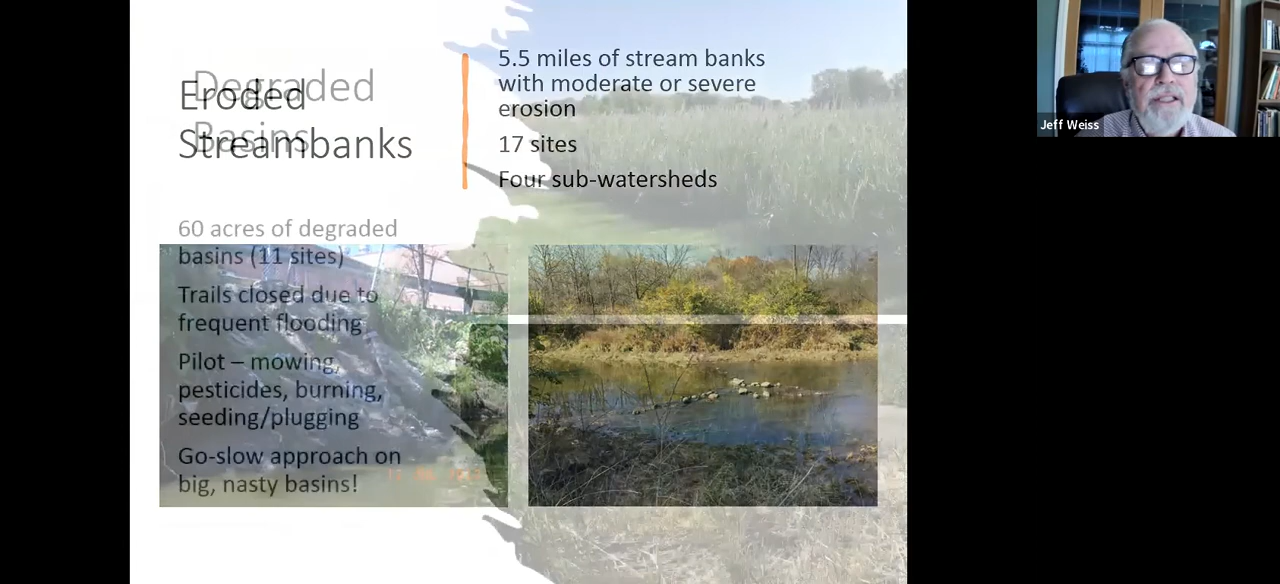 Degraded
Basins
Eroded
Streambanks
5.5 miles of stream banks
with moderate or severe
erosion
17 sites
Four sub-watersheds
60 acres of degraded
basins (11 sites)
Trails closed due to
frequent flooding
Pilot – mowing,
pesticides, burning,
seeding/plugging
Go-slow approach on
big, nasty basins!
Jeff Weiss